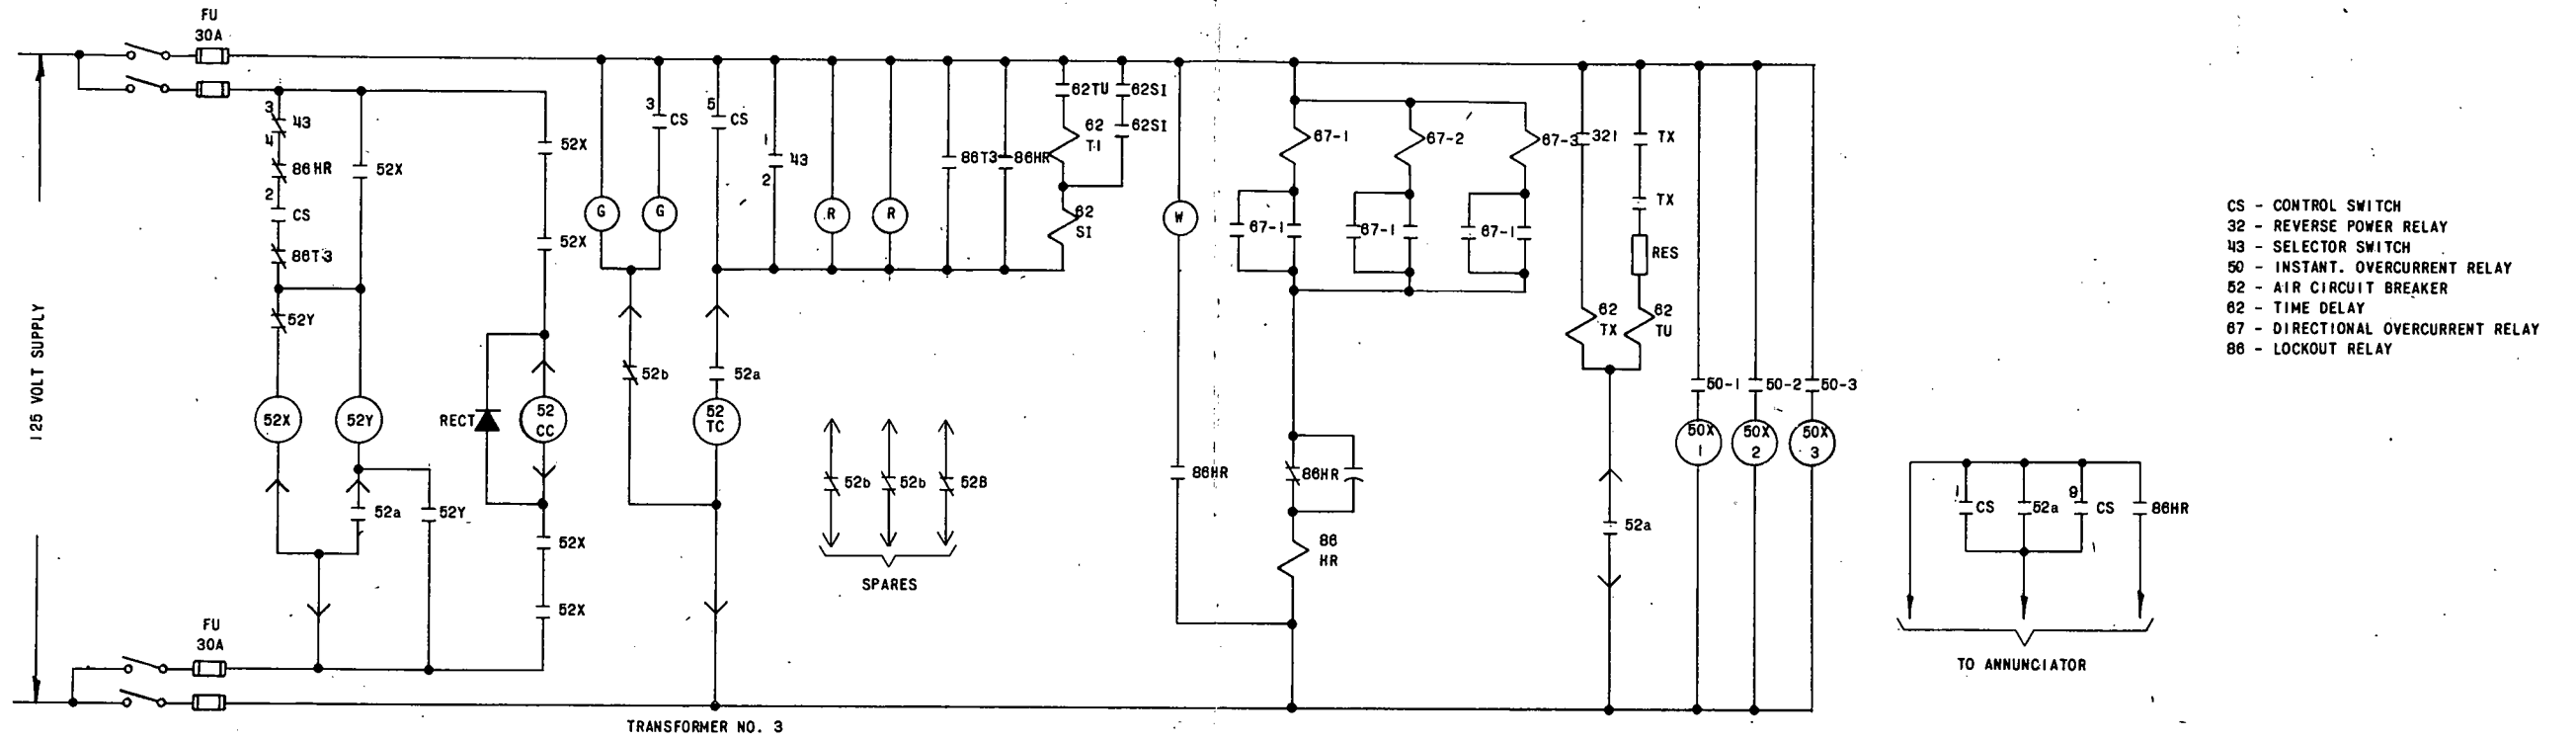 FU
30A
125 VOLT SUPPLY
3
43
4
86HR
2
CS
86T3
52Y
52X
52X
52Y
52a
52Y
52X
52X
RECT
52
CC
52X
52X
FU
30A
G
3
CS
G
52b
5
CS
52a
52
TC
1
43
2
R
R
86T3
86HR
62TU
62
TI
62SI
62SI
62
SI
52b
52b
52B
SPARES
W
86HR
67-1
67-2
67-3
67-1
67-1
67-1
86HR
86
HR
321
TX
TX
RES
62
TX
62
TU
52a
50-1
50-2
50-3
50X
1
50X
2
50X
3
1
CS
52a
CS
86HR
TO ANNUNCIATOR
CS - CONTROL SWITCH
32 - REVERSE POWER RELAY
43 - SELECTOR SWITCH
50 - INSTANT. OVERCURRENT RELAY
52 - AIR CIRCUIT BREAKER
62 - TIME DELAY
67 - DIRECTIONAL OVERCURRENT RELAY
86 - LOCKOUT RELAY
TRANSFORMER NO. 3